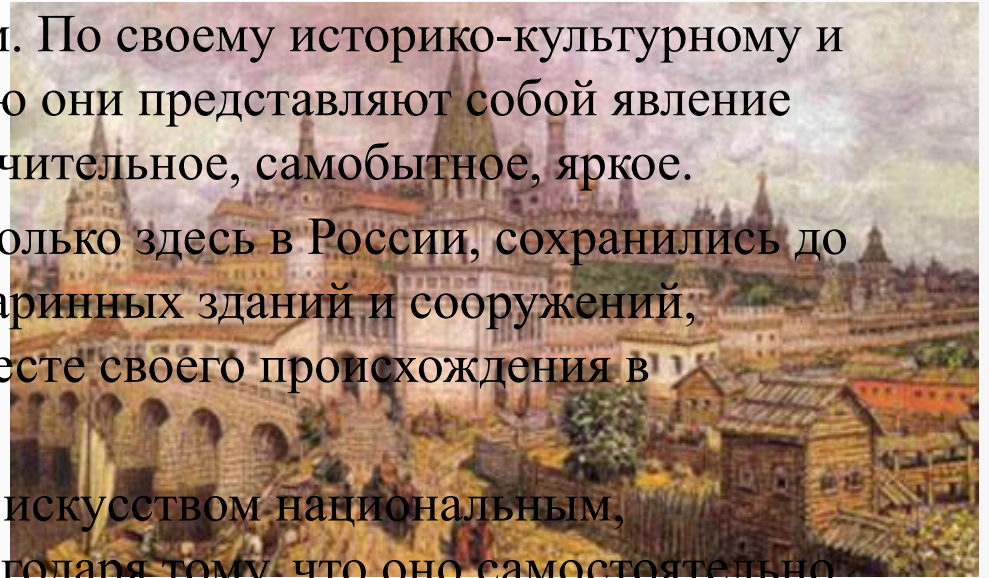 По своему историко-культурному и
они представляют собой явление
самобытное, яркое.
здесь в России, сохранились до
зданий и сооружений,
своего происхождения в
искусством национальным,
тому, что оно самостоятельно